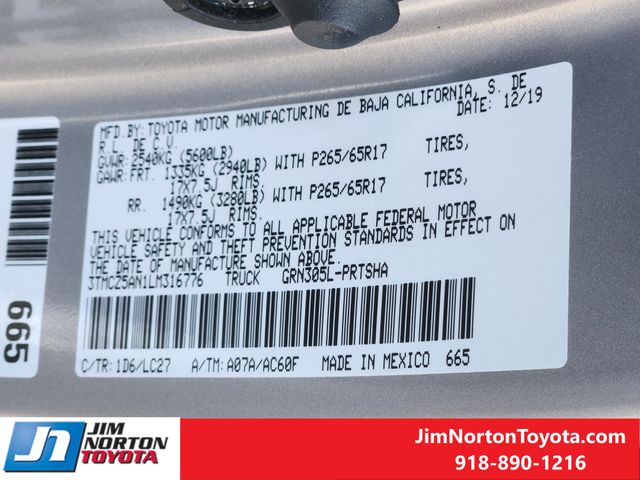 MFD. BY: TOYOTA MOTOR MANUFACTURING DE BAJA CALIFORNIA, S. DE
R.L. DE C.V. DATE: 12/19
GVWR: 2540KG (5600LB)
GAWR: FRT. 1335KG (2940LB) WITH P265/65R17 TIRES,
17X7.5J RIMS.
RR. 1490KG (3280LB) WITH P265/65R17 TIRES,
17X7.5J RIMS.
THIS VEHICLE CONFORMS TO ALL APPLICABLE FEDERAL MOTOR
VEHICLE SAFETY AND THEFT PREVENTION STANDARDS IN EFFECT ON
THE DATE OF MANUFACTURE SHOWN ABOVE.
3TMCZ5AN1LM316776 TRUCK GRN305L-PRTSHA
C/TR: 1D6/LC27 A/TM: A07A/AC60F MADE IN MEXICO 665
665
JIM
NORTON
TOYOTA
JimNortonToyota.com
918-890-1216